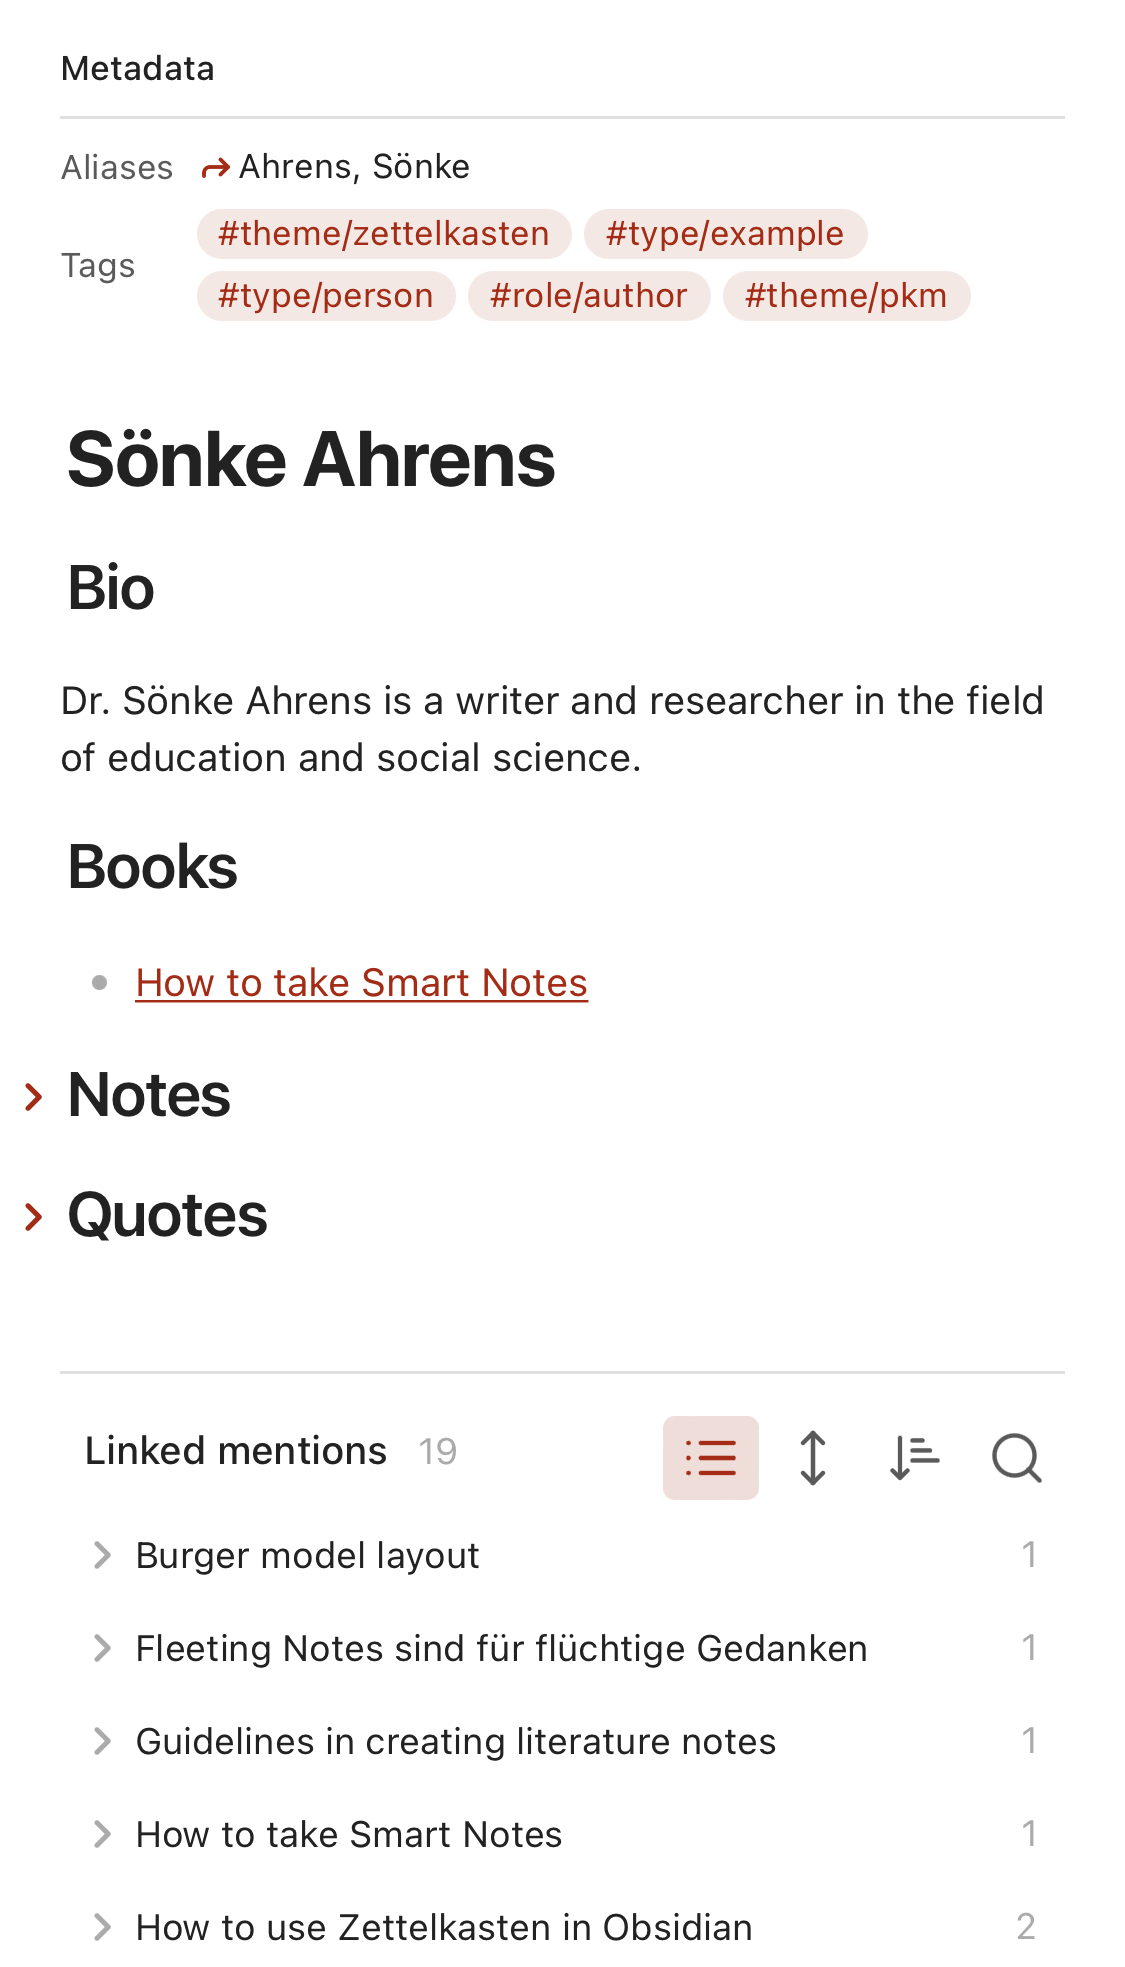 Metadata
Aliases Ahrens, Sönke
Tags
#theme/zettelkasten #type/example
#type/person #role/author #theme/pkm
Sönke Ahrens
Bio
Dr. Sönke Ahrens is a writer and researcher in the field
of education and social science.
Books
How to take Smart Notes
Notes
Quotes
Linked mentions 19
Burger model layout 1
Fleeting Notes sind für flüchtige Gedanken 1
Guidelines in creating literature notes 1
How to take Smart Notes 1
How to use Zettelkasten in Obsidian 2